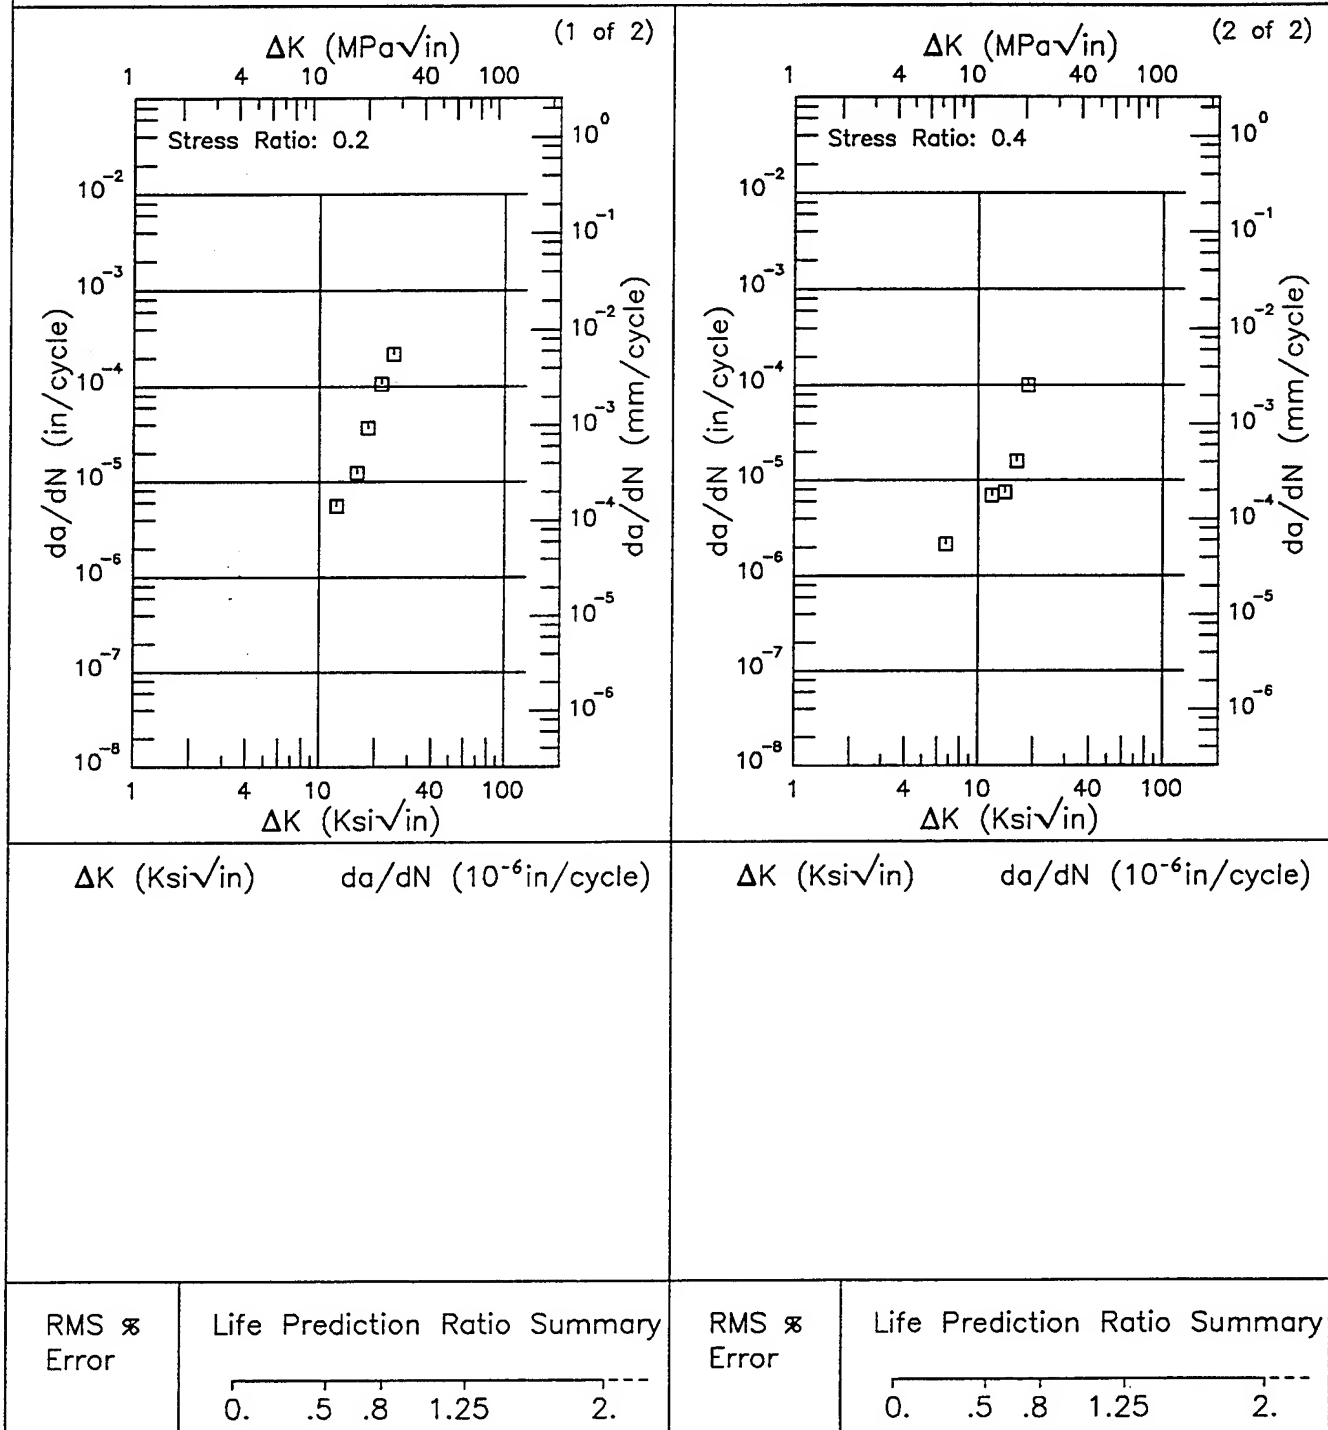 (1 of 2)
ΔK (MPa√in)
1 4 10 40 100
Stress Ratio: 0.2
da/dN (in/cycle)
10⁻²
10⁻³
10⁻⁴
10⁻⁵
10⁻⁶
10⁻⁷
10⁻⁸
10⁰
10⁻¹
10⁻²
10⁻³
10⁻⁴
10⁻⁵
10⁻⁶
da/dN (mm/cycle)
1 4 10 40 100
ΔK (Ksi√in)
ΔK (Ksi√in) da/dN (10⁻⁶in/cycle)
RMS %
Error
Life Prediction Ratio Summary
0. .5 .8 1.25 2.
(2 of 2)
ΔK (MPa√in)
1 4 10 40 100
Stress Ratio: 0.4
da/dN (in/cycle)
10⁻²
10⁻³
10⁻⁴
10⁻⁵
10⁻⁶
10⁻⁷
10⁻⁸
10⁰
10⁻¹
10⁻²
10⁻³
10⁻⁴
10⁻⁵
10⁻⁶
da/dN (mm/cycle)
1 4 10 40 100
ΔK (Ksi√in)
ΔK (Ksi√in) da/dN (10⁻⁶in/cycle)
RMS %
Error
Life Prediction Ratio Summary
0. .5 .8 1.25 2.